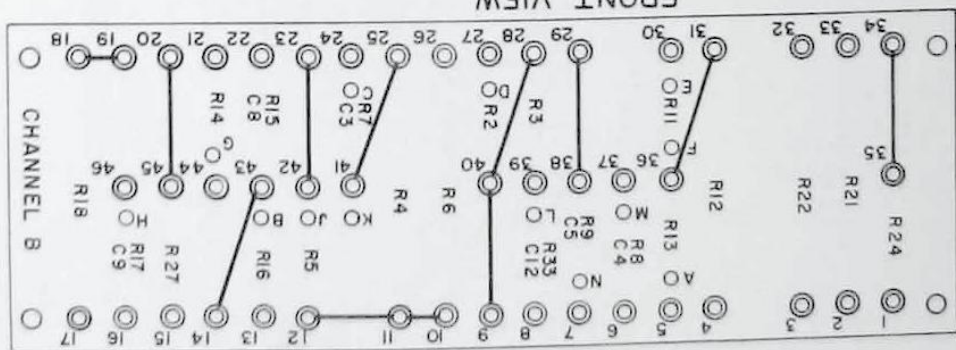 FRONT VIEW
18 19 20 21 22 23 24 25 26 27 28 29 30 31 32 33 34
C D E
CHANNEL 8
R14
R15
C8
R7
C3
R2
R3
R11
G F
46 45 44 43 42 41 40 39 38 37 36 35
H B J K L M
R18
R17
C9
R27
R16
R5
R4
R6
R33
C12
R9
C5
R8
C4
R13
R12
R22
R21
R24
N A
17 16 15 14 13 12 11 10 9 8 7 6 5 4 3 2 1